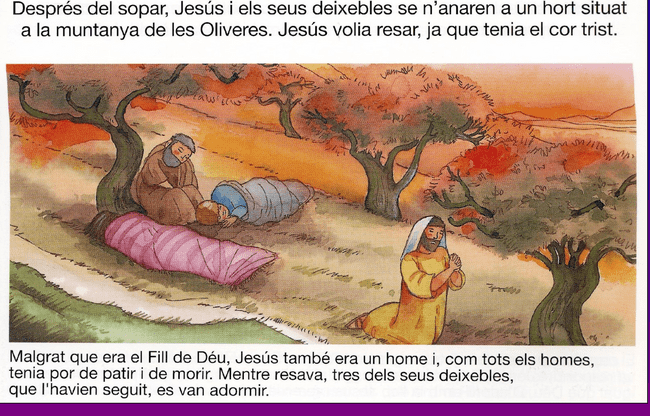 Després del sopar, Jesús i els seus deixebles se n'anaren a un hort situat
a la muntanya de les Oliveres. Jesús volia resar, ja que tenia el cor trist.
Malgrat que era el Fill de Déu, Jesús també era un home i, com tots els homes,
tenia por de patir i de morir. Mentre resava, tres dels seus deixebles,
que l'havien seguit, es van adormir.